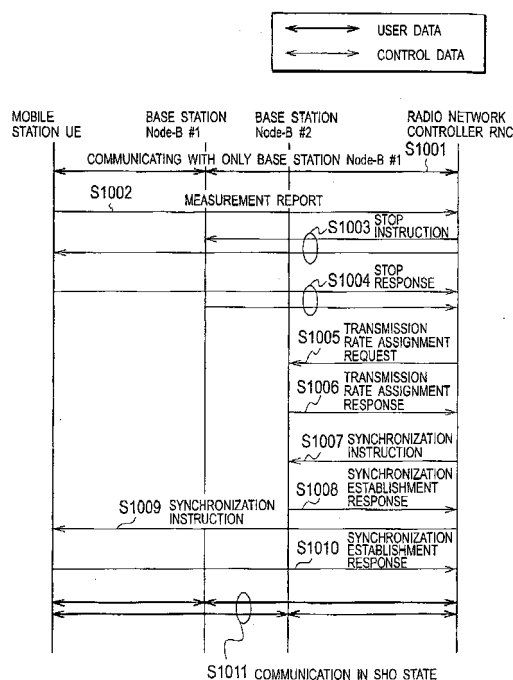 USER DATA
CONTROL DATA
MOBILE
STATION UE
BASE STATION
Node-B #1
BASE STATION
Node-B #2
RADIO NETWORK
CONTROLLER RNC
S1001
COMMUNICATING WITH ONLY BASE STATION Node-B #1
S1002
MEASUREMENT REPORT
S1003 STOP
INSTRUCTION
S1004 STOP
RESPONSE
S1005 TRANSMISSION
RATE ASSIGNMENT
REQUEST
S1006 TRANSMISSION
RATE ASSIGNMENT
RESPONSE
S1007 SYNCHRONIZATION
INSTRUCTION
S1008 SYNCHRONIZATION
ESTABLISHMENT
RESPONSE
S1009 SYNCHRONIZATION
INSTRUCTION
S1010 SYNCHRONIZATION
ESTABLISHMENT
RESPONSE
S1011 COMMUNICATION IN SHO STATE